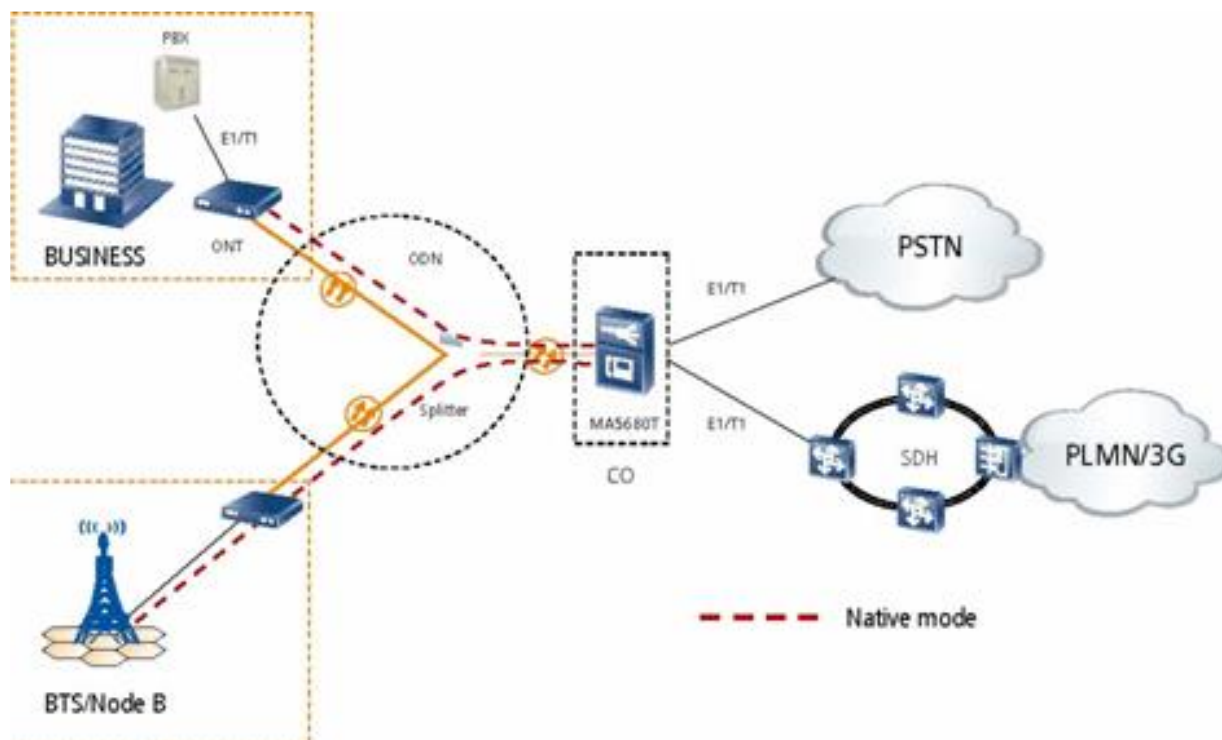 PBX
E1/T1
BUSINESS
ONT
ODN
Splitter
MA5680T
CO
E1/T1
PSTN
E1/T1
SDH
PLMN/3G
Native mode
BTS/Node B